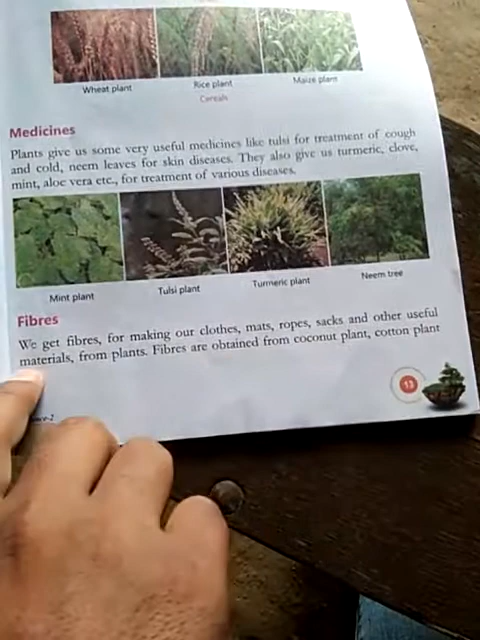 Wheat plant
Rice plant
Maize plant
Cereals
Medicines
Plants give us some very useful medicines like tulsi for treatment of cough
and cold, neem leaves for skin diseases. They also give us turmeric, clove,
mint, aloe vera etc., for treatment of various diseases.
Mint plant
Tulsi plant
Turmeric plant
Neem tree
Fibres
We get fibres, for making our clothes, mats, ropes, sacks and other useful
materials, from plants. Fibres are obtained from coconut plant, cotton plant
13